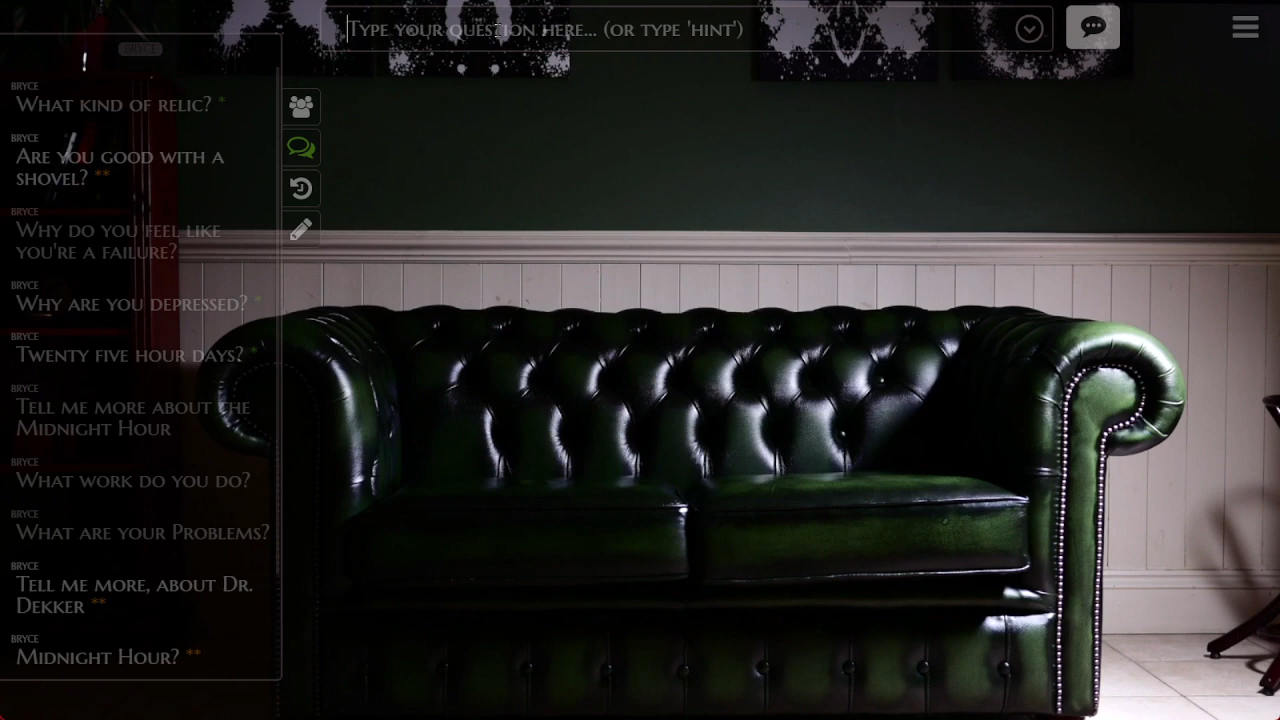 Type your question here... (or type 'hint')
BRYCE
BRYCE
What kind of relic? *
BRYCE
Are you good with a
shovel? **
BRYCE
Why do you feel like
you're a failure?
BRYCE
Why are you depressed? *
BRYCE
Twenty five hour days? *
BRYCE
Tell me more about the
Midnight Hour
BRYCE
What work do you do?
BRYCE
What are your Problems?
BRYCE
Tell me more, about Dr.
Dekker **
BRYCE
Midnight Hour? **